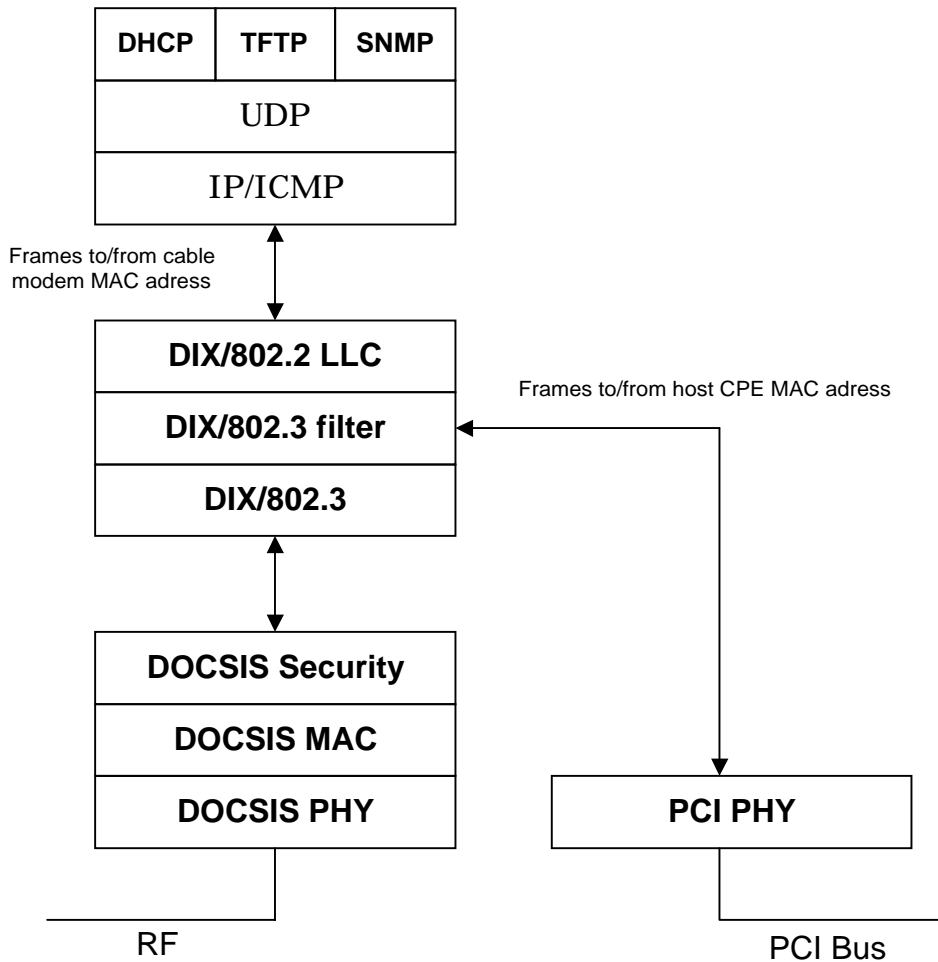 DHCP TFTP SNMP
UDP
IP/ICMP
Frames to/from cable
modem MAC adress
DIX/802.2 LLC
Frames to/from host CPE MAC adress
DIX/802.3 filter
DIX/802.3
DOCSIS Security
DOCSIS MAC
DOCSIS PHY
PCI PHY
RF
PCI Bus